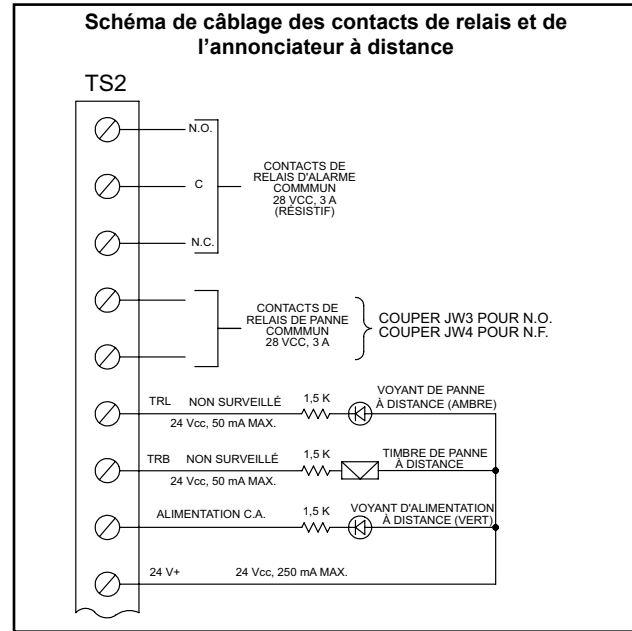 Schéma de câblage des contacts de relais et de
l'annonciateur à distance
TS2
N.O.
C
N.C.
CONTACTS DE
RELAIS D'ALARME
COMMMUN
28 VCC, 3 A
(RÉSISTIF)
CONTACTS DE
RELAIS DE PANNE
COMMMUN
28 VCC, 3 A
COUPER JW3 POUR N.O.
COUPER JW4 POUR N.F.
TRL NON SURVEILLÉ 1,5 K
24 Vcc, 50 mA MAX.
VOYANT DE PANNE
À DISTANCE (AMBRE)
TRB NON SURVEILLÉ 1,5 K
24 Vcc, 50 mA MAX.
TIMBRE DE PANNE
À DISTANCE
ALIMENTATION C.A. 1,5 K
VOYANT D'ALIMENTATION
À DISTANCE (VERT)
24 V+ 24 Vcc, 250 mA MAX.